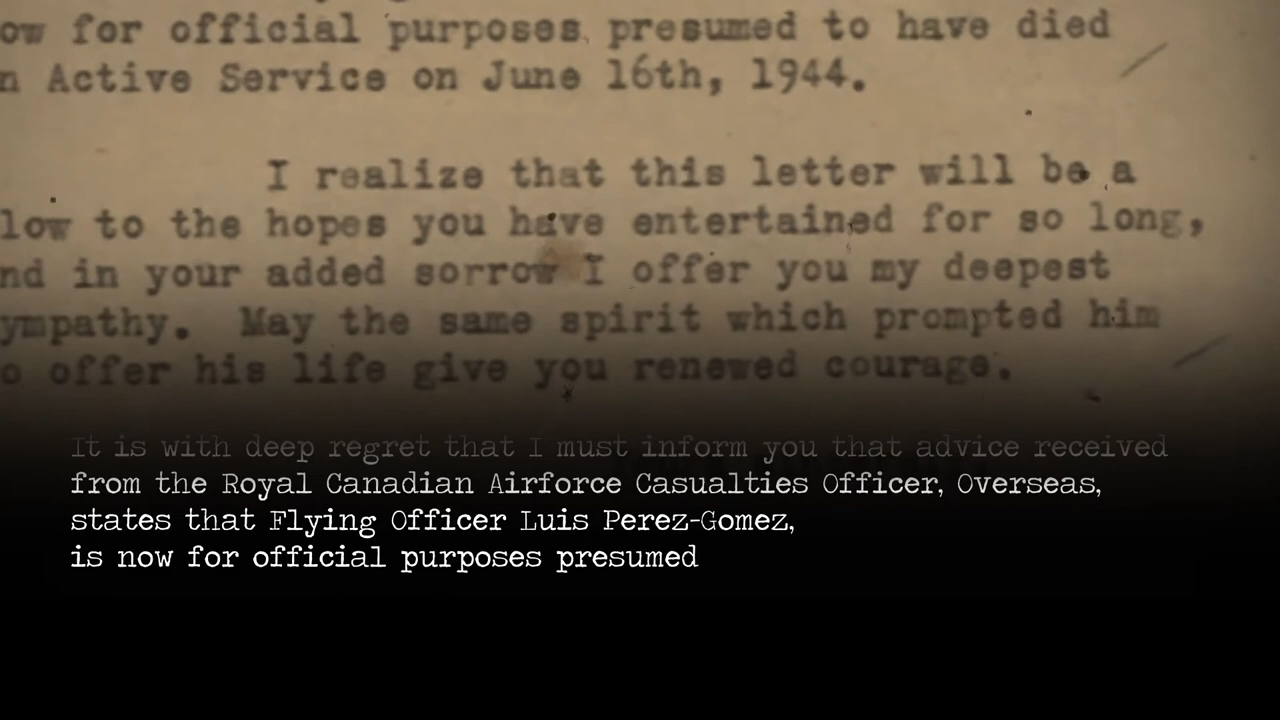 ow for official purposes presumed to have died
n Active Service on June 16th, 1944.
I realize that this letter will be a
low to the hopes you have entertained for so long,
nd in your added sorrow I offer you my deepest
ympathy. May the same spirit which prompted him
o offer his life give you renewed courage.
It is with deep regret that I must inform you that advice received
from the Royal Canadian Airforce Casualties Officer, Overseas,
states that Flying Officer Luis Perez-Gomez,
is now for official purposes presumed